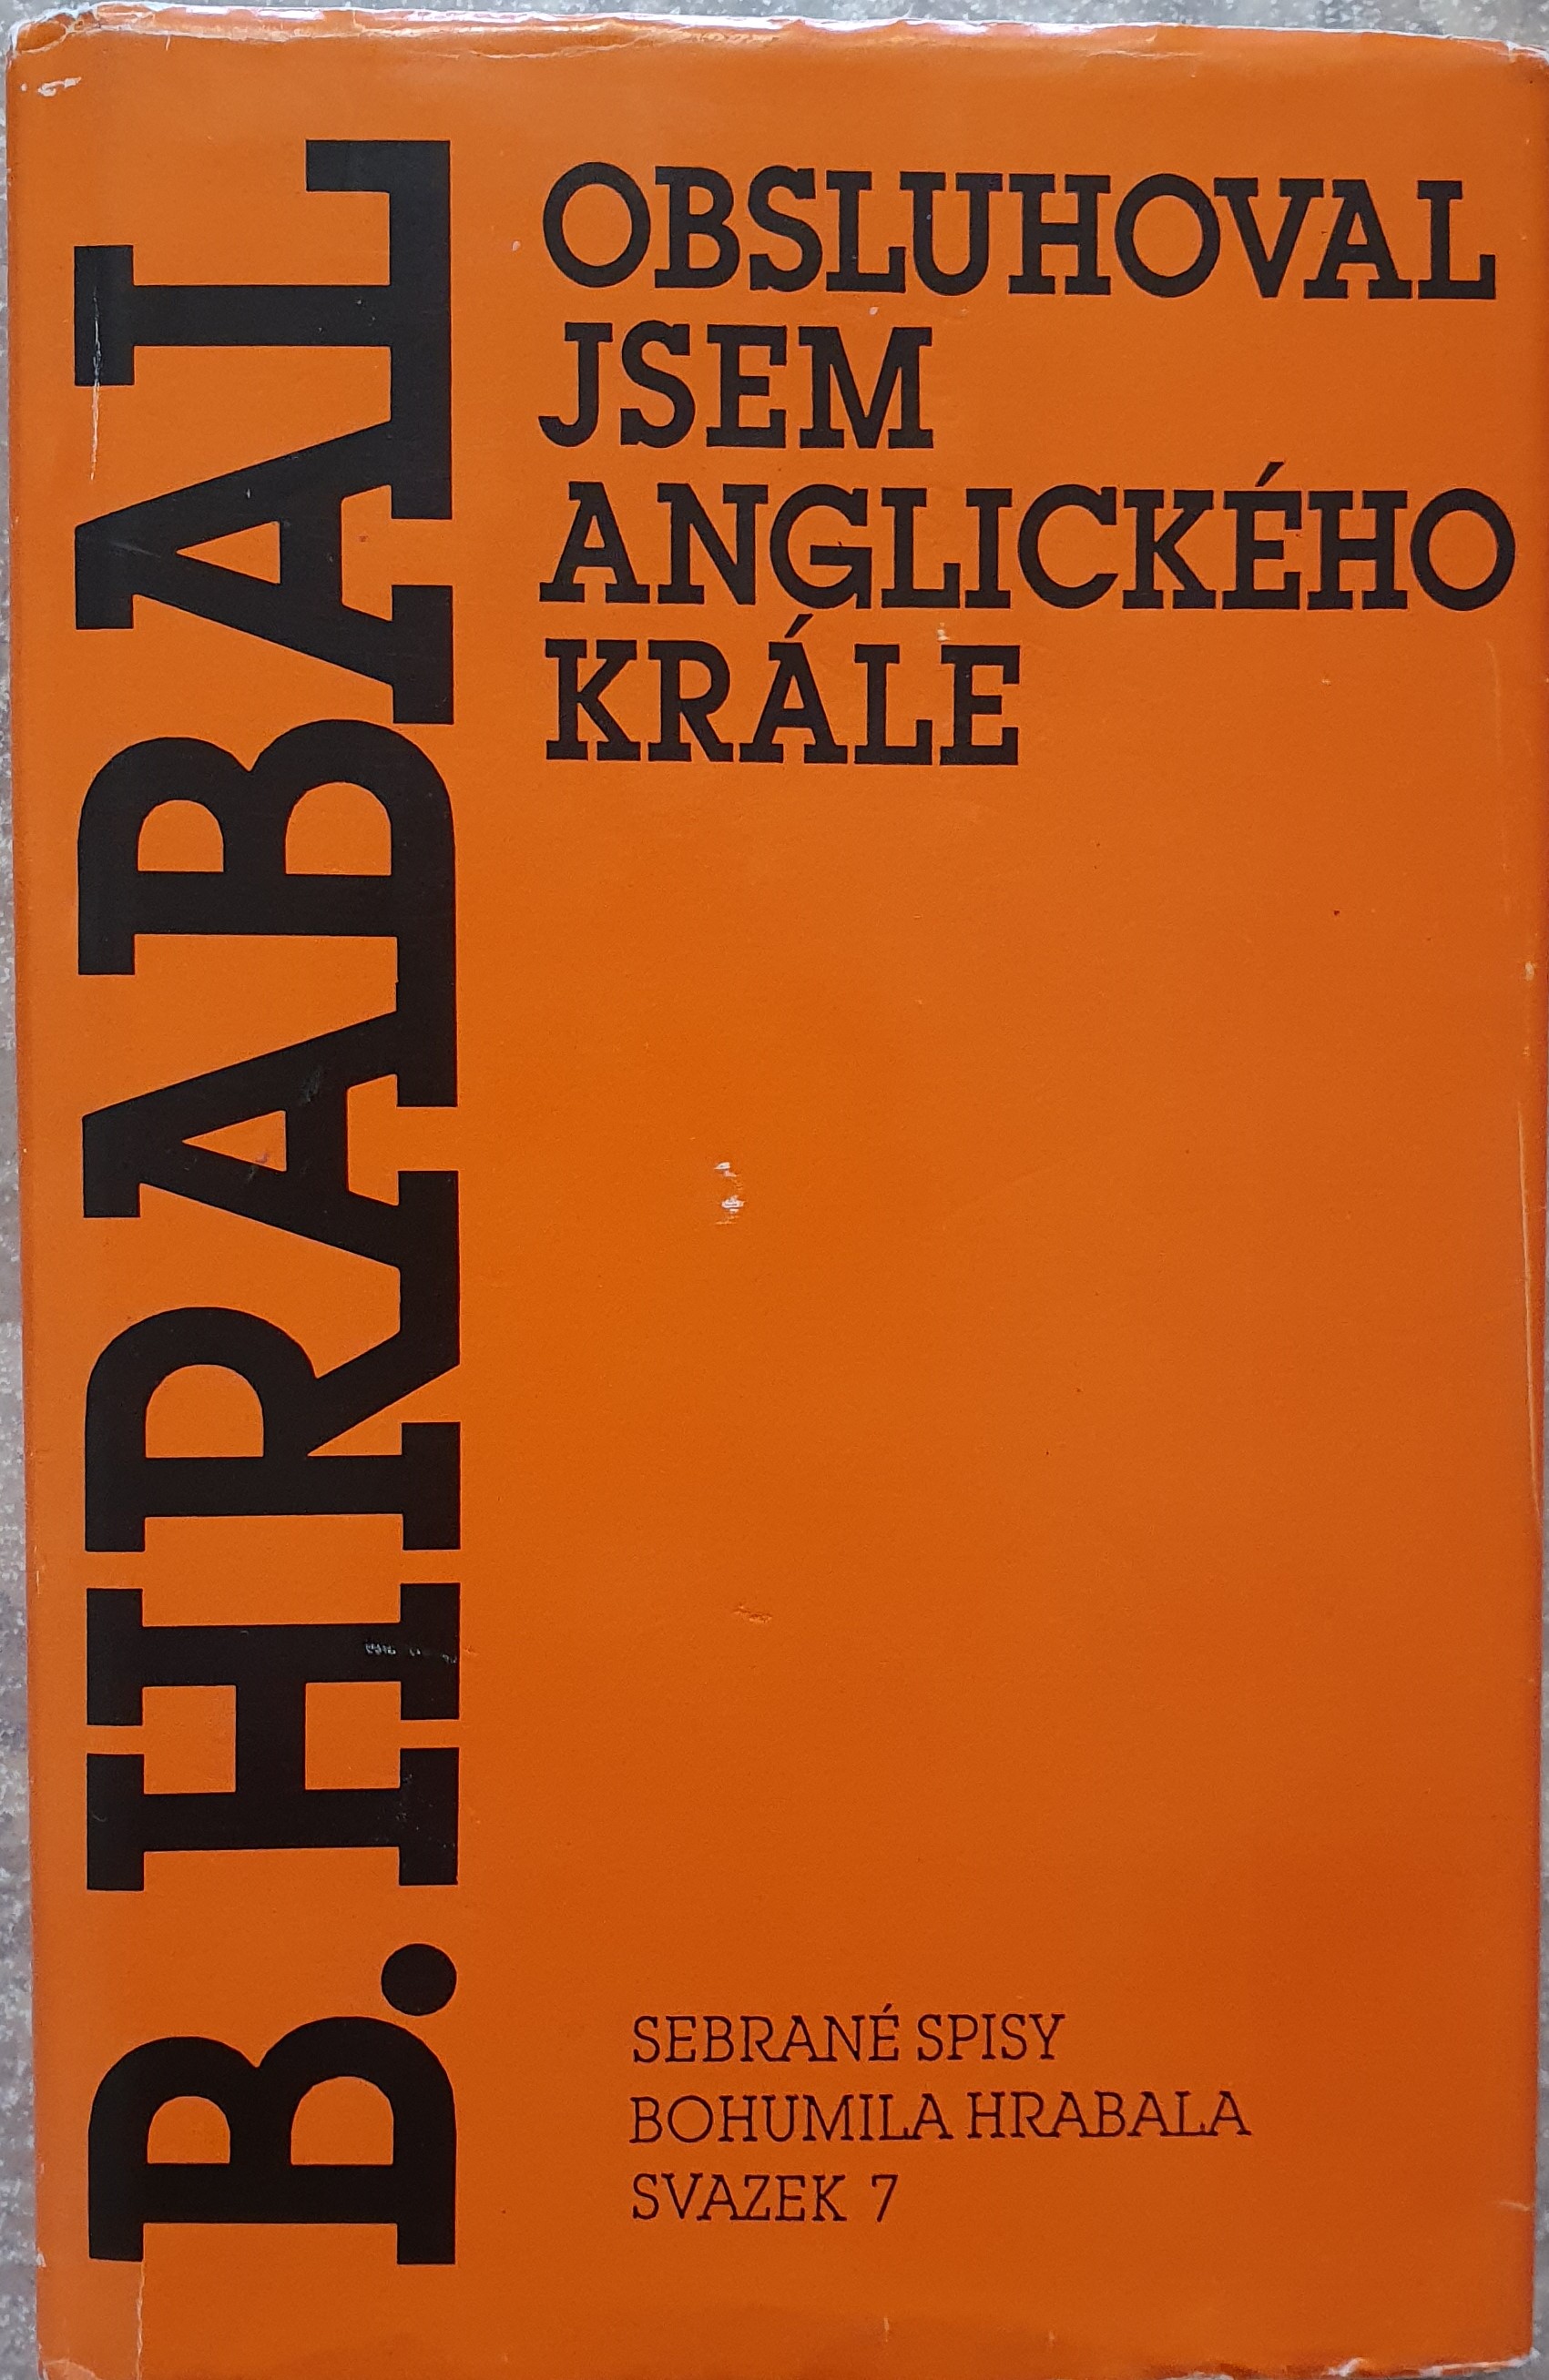 B. HRABAL
OBSLUHOVAL
JSEM
ANGLICKÉHO
KRÁLE
SEBRANÉ SPISY
BOHUMILA HRABALA
SVAZEK 7